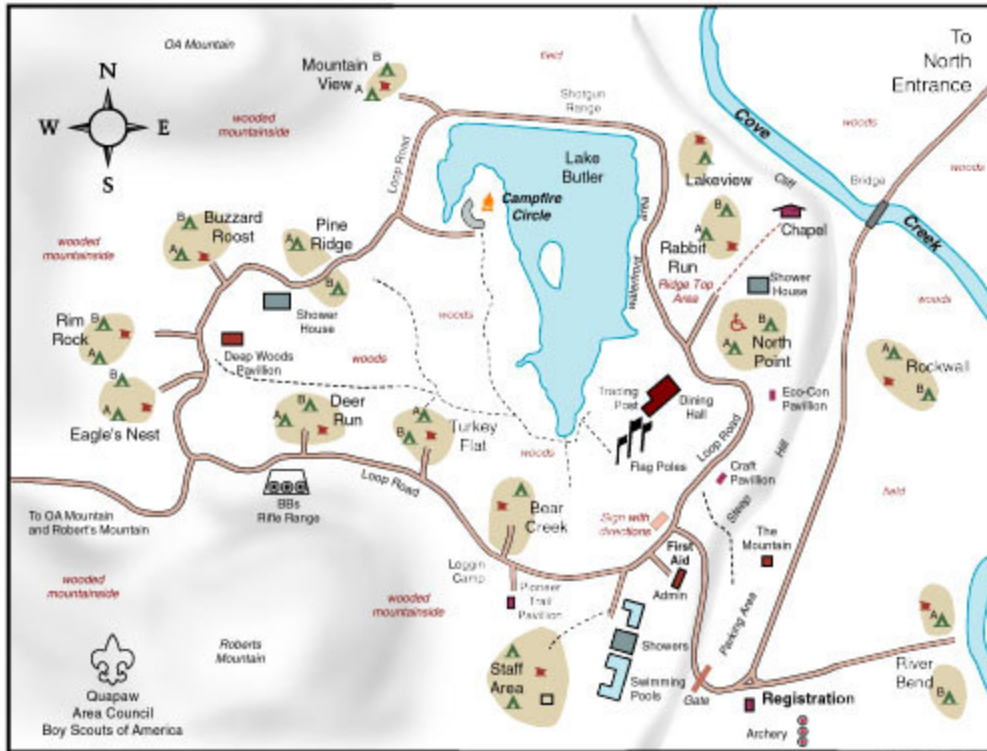 OA Mountain
Mountain
View
B
A
field
Shotgun
Range
To
North
Entrance
N
W
E
S
wooded
mountainside
Loop Road
Lake
Butler
Cove
Creek
woods
woods
Lakeview
Cliff
Bridge
Campfire
Circle
Buzzard
Roost
B
A
Pine
Ridge
A
B
Area
Waterfront
Rabbit
Run
B
A
Chapel
Ridge Top
Area
Shower
House
woods
wooded
mountainside
Rim
Rock
B
A
Shower
House
woods
Deep Woods
Pavillion
woods
North
Point
B
A
Rockwall
A
B
Eagle's Nest
B
A
Deer
Run
B
A
Turkey
Flat
A
B
Trading
Post
Dining
Hall
Eco-Con
Pavilion
Flag Poles
Loop Road
Craft
Pavillion
Steep
Hill
field
woods
Loop Road
BBs
Rifle Range
To OA Mountain
and Robert's Mountain
Bear
Creek
Sign with
directions
First
Aid
Admin
The
Mountain
Loggin
Camp
Pioneer
Trail
Pavillion
wooded
mountainside
wooded
mountainside
Parking Area
Roberts
Mountain
Staff
Area
Showers
Swimming
Pools
Gate
Registration
Archery
River
Bend
A
B
Quapaw
Area Council
Boy Scouts of America